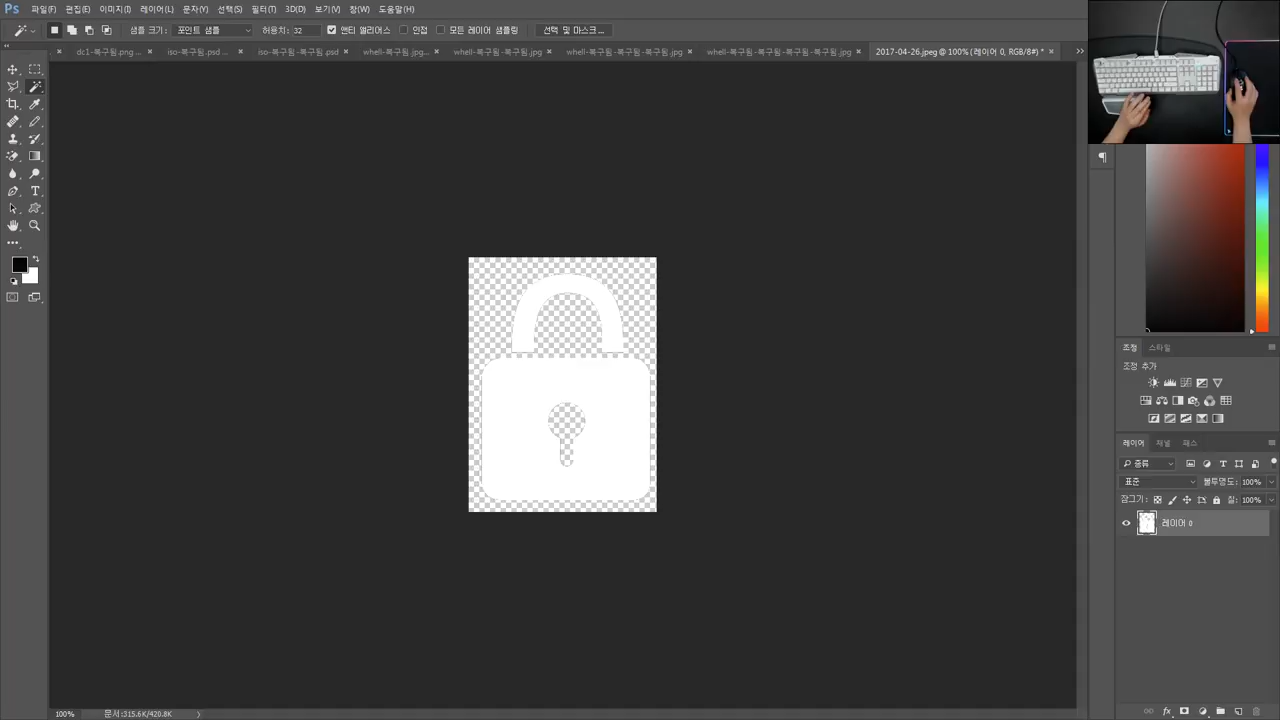 Ps 파일(F) 편집(E) 이미지(I) 레이어(L) 문자(Y) 선택(S) 필터(T) 3D(D) 보기(V) 창(W) 도움말(H)
샘플 크기: 포인트 샘플 허용치: 32 앤티 앨리어스 인접 모든 레이어 샘플링 선택 및 마스크...
dc1-복구됨.png ... × iso-복구됨.psd ... × iso-복구됨.psd × whell-복구됨.jpg... × whell-복구됨-복구됨.jpg × whell-복구됨-복구됨-복구됨.jpg × whell-복구됨-복구됨-복구됨-복구됨.jpg × 2017-04-26.jpeg @ 100% (레이어 0, RGB/8#) * ×
조정 스타일
조정 추가
레이어 채널 패스
종류
표준 불투명도: 100%
잠그기: 칠: 100%
레이어 0
100% 문서:315.6K/420.8K